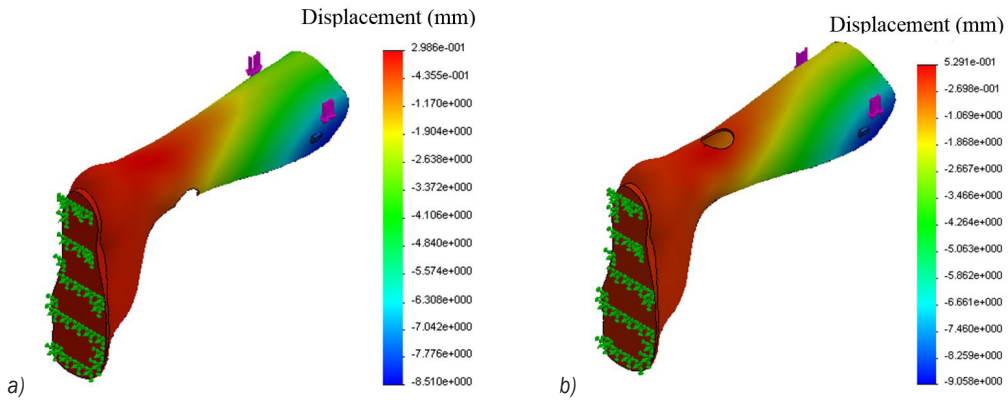 Displacement (mm)
2.986e-001
-4.355e-001
-1.170e+000
-1.904e+000
-2.638e+000
-3.372e+000
-4.106e+000
-4.840e+000
-5.574e+000
-6.308e+000
-7.042e+000
-7.776e+000
-8.510e+000
a)
Displacement (mm)
5.291e-001
-2.698e-001
-1.069e+000
-1.868e+000
-2.667e+000
-3.466e+000
-4.264e+000
-5.063e+000
-5.862e+000
-6.661e+000
-7.460e+000
-8.259e+000
-9.058e+000
b)